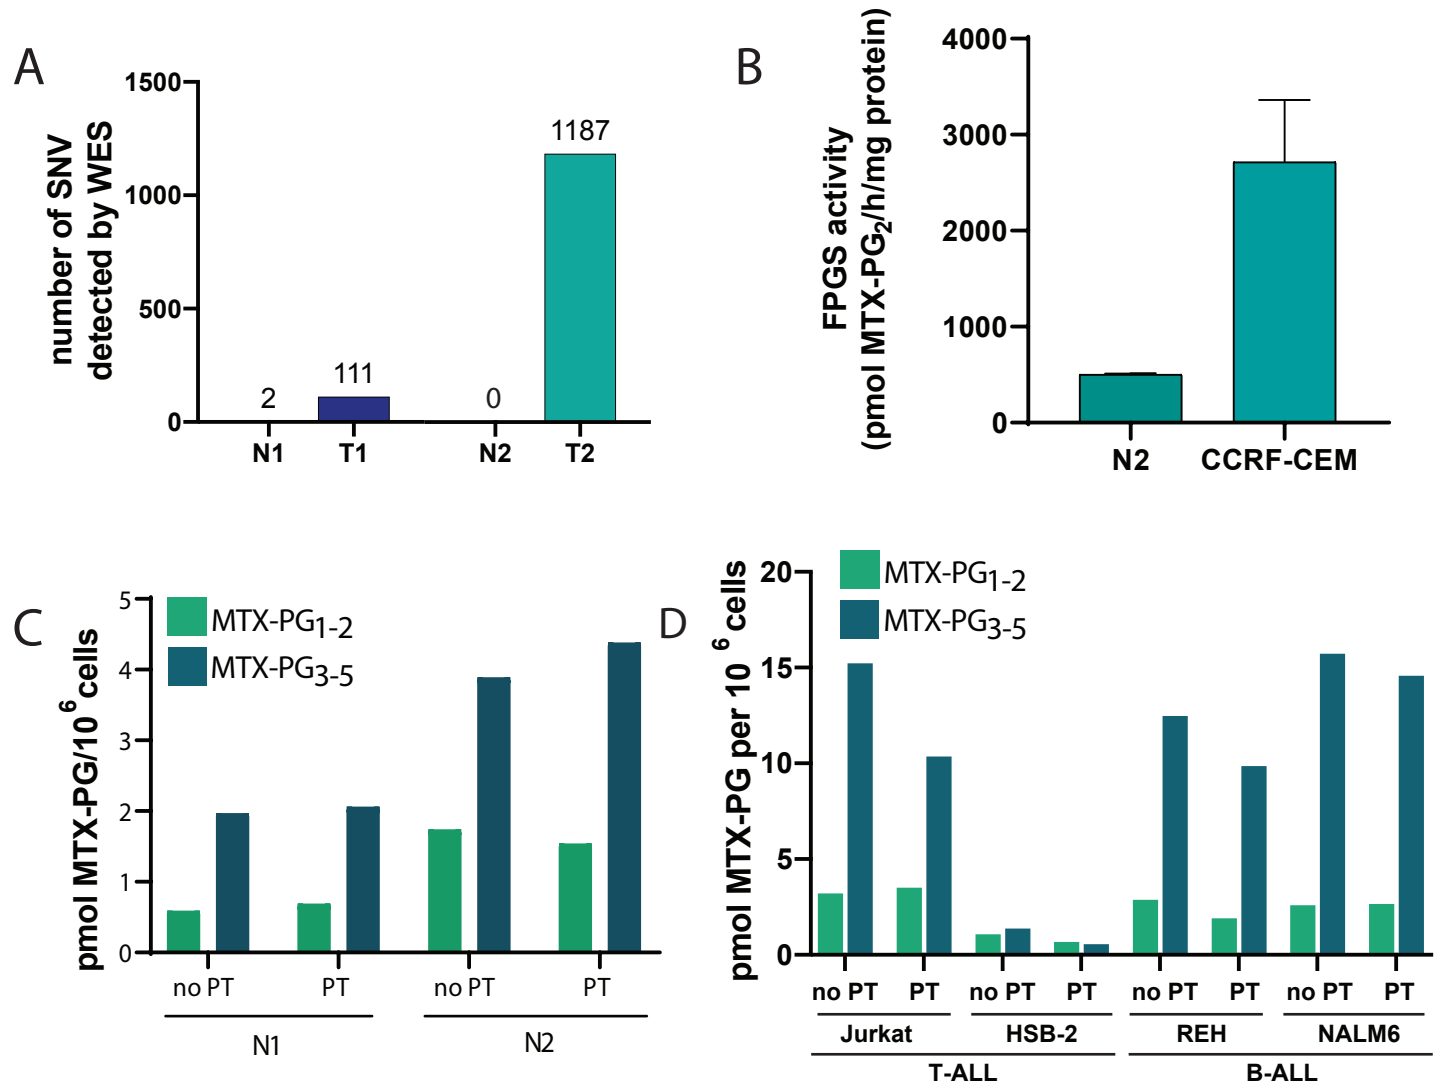 A
number of SNV
detected by WES
1500
1000
500
0
2
111
0
1187
N1
T1
N2
T2
B
FPGS activity
(pmol MTX-PG2/h/mg protein)
4000
3000
2000
1000
0
N2
CCRF-CEM
C
pmol MTX-PG/10^6 cells
5
4
3
2
1
0
MTX-PG1-2
MTX-PG3-5
no PT
PT
no PT
PT
N1
N2
D
pmol MTX-PG per 10^6 cells
20
15
10
5
0
MTX-PG1-2
MTX-PG3-5
no PT
PT
no PT
PT
no PT
PT
no PT
PT
Jurkat
HSB-2
REH
NALM6
T-ALL
B-ALL